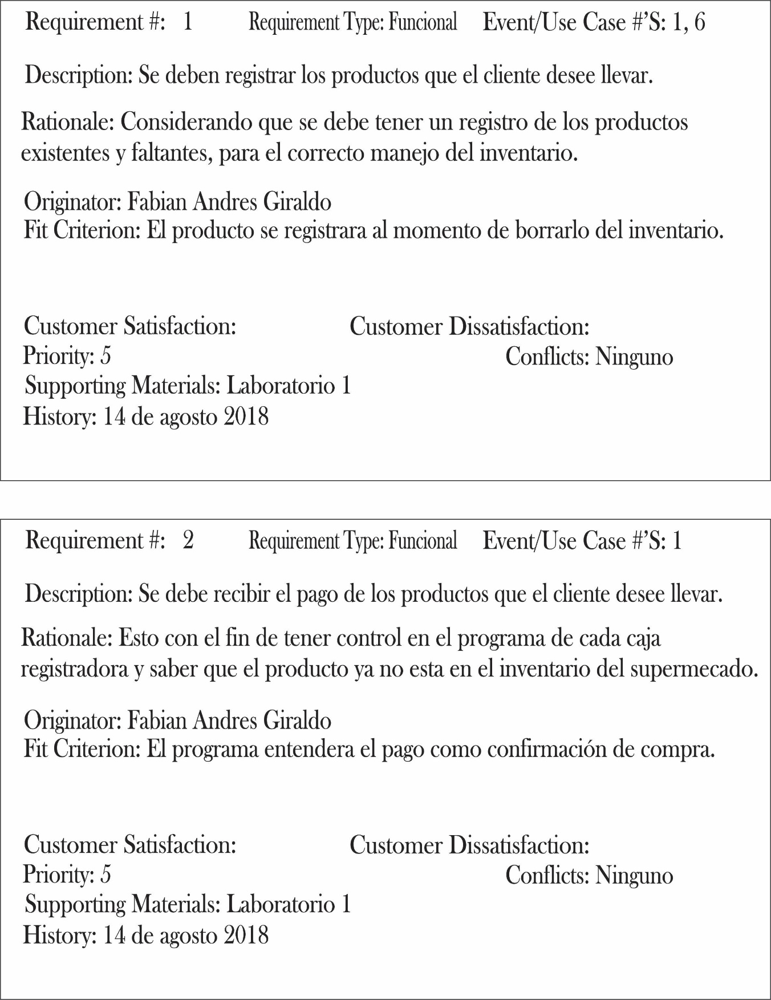 Requirement #: 1 Requirement Type: Funcional Event/Use Case #’S: 1, 6
Description: Se deben registrar los productos que el cliente desee llevar.
Rationale: Considerando que se debe tener un registro de los productos
existentes y faltantes, para el correcto manejo del inventario.
Originator: Fabian Andres Giraldo
Fit Criterion: El producto se registrara al momento de borrarlo del inventario.
Customer Satisfaction: Customer Dissatisfaction:
Priority: 5 Conflicts: Ninguno
Supporting Materials: Laboratorio 1
History: 14 de agosto 2018
Requirement #: 2 Requirement Type: Funcional Event/Use Case #’S: 1
Description: Se debe recibir el pago de los productos que el cliente desee llevar.
Rationale: Esto con el fin de tener control en el programa de cada caja
registradora y saber que el producto ya no esta en el inventario del supermecado.
Originator: Fabian Andres Giraldo
Fit Criterion: El programa entendera el pago como confirmación de compra.
Customer Satisfaction: Customer Dissatisfaction:
Priority: 5 Conflicts: Ninguno
Supporting Materials: Laboratorio 1
History: 14 de agosto 2018